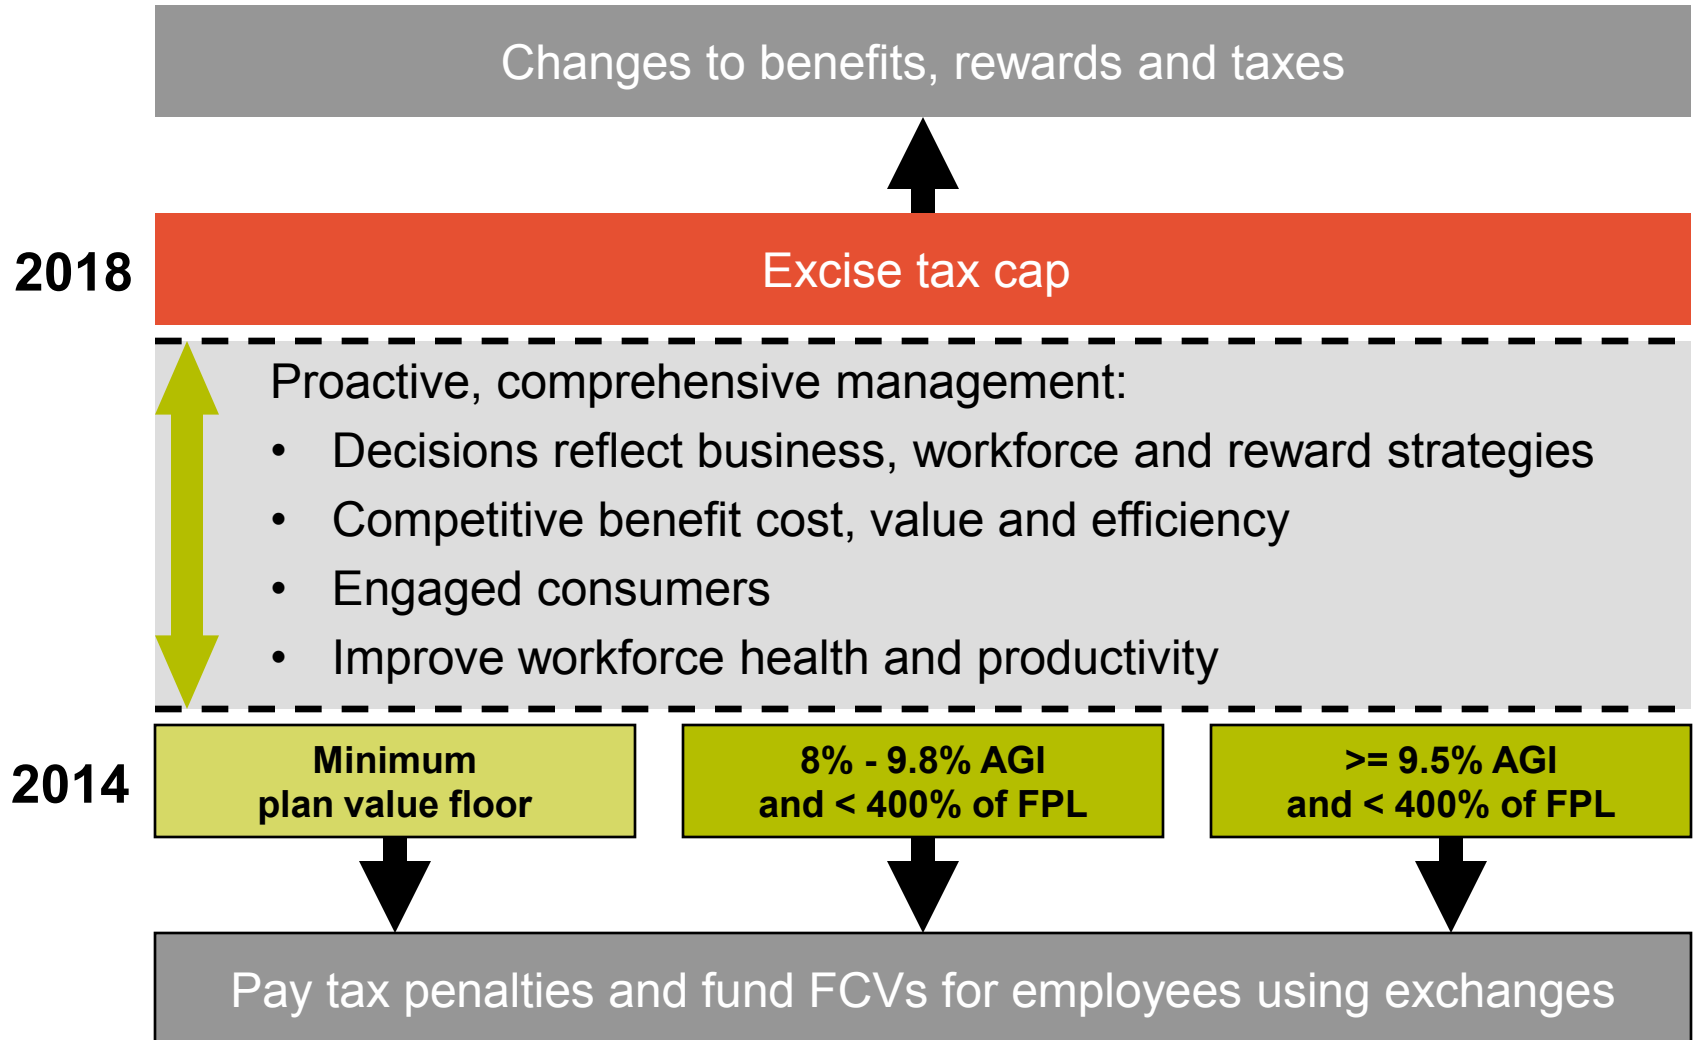 Changes to benefits, rewards and taxes
2018
Excise tax cap
Proactive, comprehensive management:
• Decisions reflect business, workforce and reward strategies
• Competitive benefit cost, value and efficiency
• Engaged consumers
• Improve workforce health and productivity
2014
Minimum
plan value floor
8% - 9.8% AGI
and < 400% of FPL
>= 9.5% AGI
and < 400% of FPL
Pay tax penalties and fund FCVs for employees using exchanges